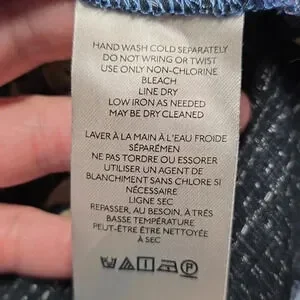 HAND WASH COLD SEPARATELY
DO NOT WRING OR TWIST
USE ONLY NON-CHLORINE
BLEACH
LINE DRY
LOW IRON AS NEEDED
MAY BE DRY CLEANED
LAVER À LA MAIN À L'EAU FROIDE
SÉPARÉMEN
NE PAS TORDRE OU ESSORER
UTILISER UN AGENT DE
BLANCHIMENT SANS CHLORE SI
NÉCESSAIRE
LIGNE SEC
REPASSER, AU BESOIN, À TRÈS
BASSE TEMPÉRATURE
PEUT-ÊTRE ÊTRE NETTOYÉE
À SEC
P